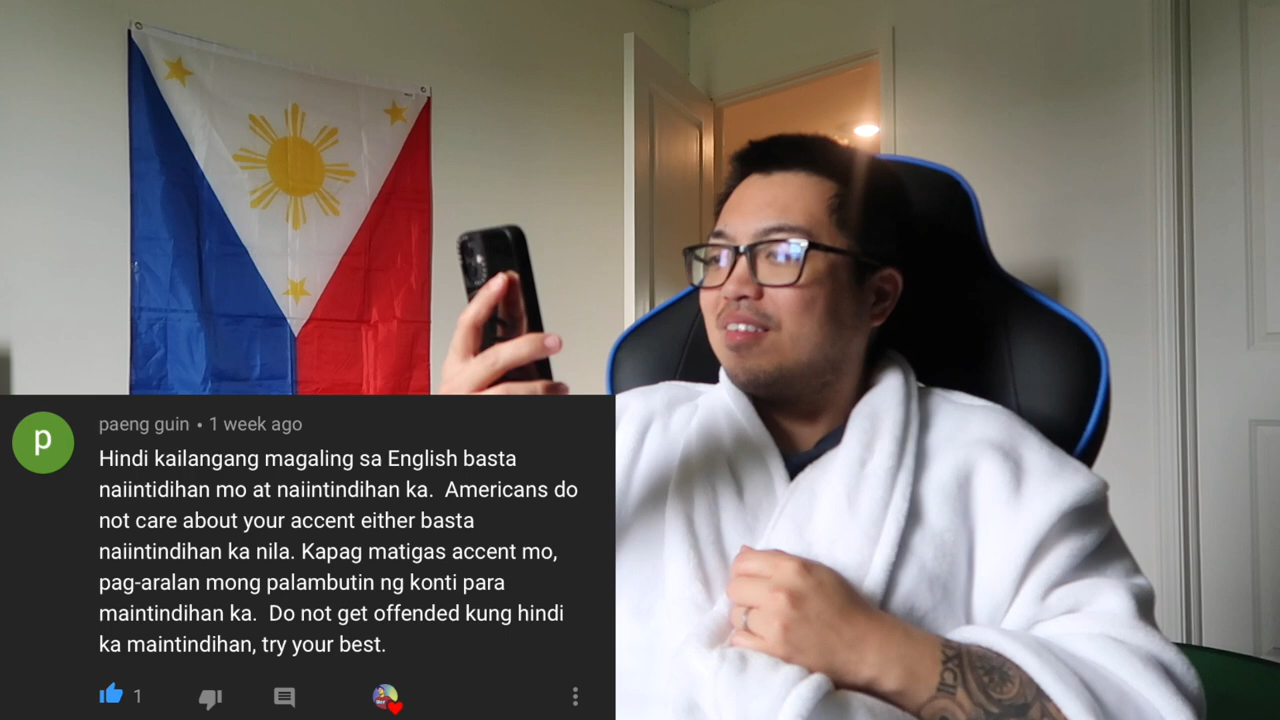 p
paeng guin • 1 week ago
Hindi kailangang magaling sa English basta
naiintidihan mo at naiintindihan ka.  Americans do
not care about your accent either basta
naiintindihan ka nila. Kapag matigas accent mo,
pag-aralan mong palambutin ng konti para
maintindihan ka.  Do not get offended kung hindi
ka maintindihan, try your best.
1
XCII